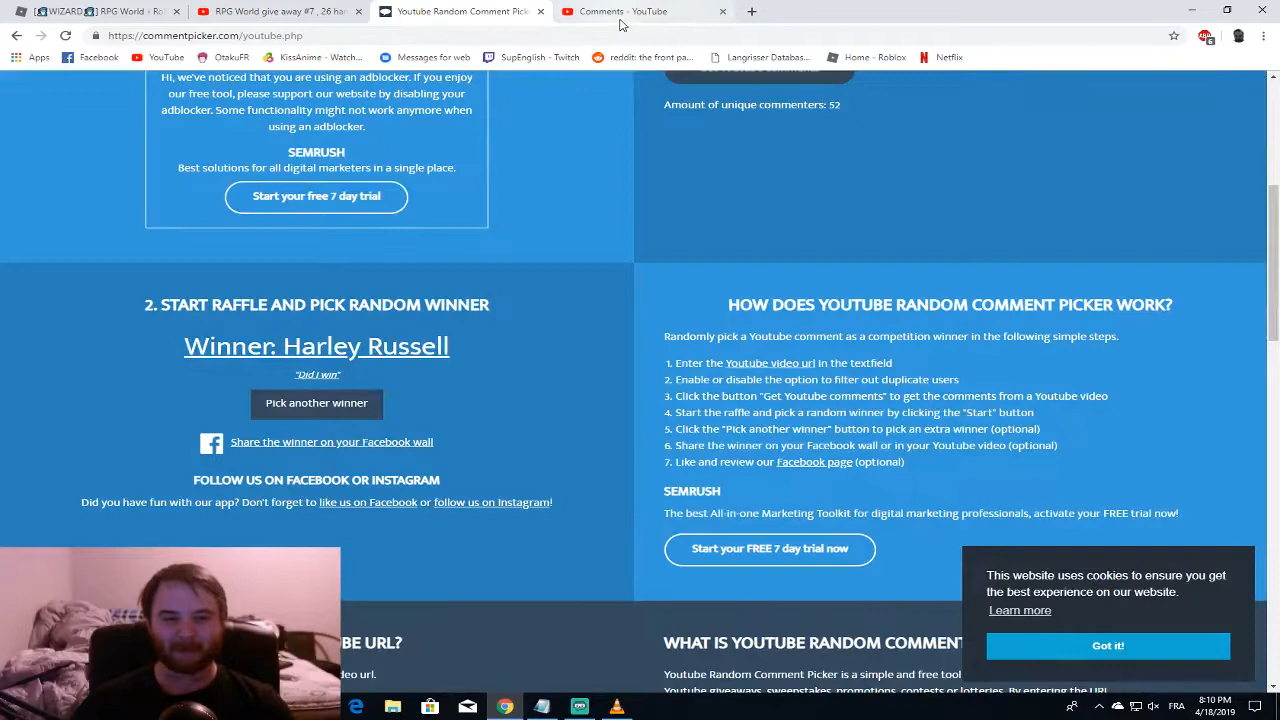 [WIZARD] RPG World - Ro
RPG World give away #7, 26 ha
Youtube Random Comment Pick
Comments - YouTube
https://commentpicker.com/youtube.php
Apps
Facebook
YouTube
OtakuFR
KissAnime - Watch...
Messages for web
SupEnglish - Twitch
reddit: the front pa...
Langrisser Databas...
Home - Roblox
Netflix
Hi, we've noticed that you are using an adblocker. If you enjoy
our free tool, please support our website by disabling your
adblocker. Some functionality might not work anymore when
using an adblocker.
SEMRUSH
Best solutions for all digital marketers in a single place.
Start your free 7 day trial
Amount of unique commenters: 52
2. START RAFFLE AND PICK RANDOM WINNER
Winner: Harley Russell
"Did I win"
Pick another winner
Share the winner on your Facebook wall
FOLLOW US ON FACEBOOK OR INSTAGRAM
Did you have fun with our app? Don't forget to like us on Facebook or follow us on Instagram!
HOW DOES YOUTUBE RANDOM COMMENT PICKER WORK?
Randomly pick a Youtube comment as a competition winner in the following simple steps.
1. Enter the Youtube video url in the textfield
2. Enable or disable the option to filter out duplicate users
3. Click the button "Get Youtube comments" to get the comments from a Youtube video
4. Start the raffle and pick a random winner by clicking the "Start" button
5. Click the "Pick another winner" button to pick an extra winner (optional)
6. Share the winner on your Facebook wall or in your Youtube video (optional)
7. Like and review our Facebook page (optional)
SEMRUSH
The best All-in-one Marketing Toolkit for digital marketing professionals, activate your FREE trial now!
Start your FREE 7 day trial now
This website uses cookies to ensure you get
the best experience on our website.
Learn more
Got it!
BE URL?
eo url.
WHAT IS YOUTUBE RANDOM COMMEN
Youtube Random Comment Picker is a simple and free tool
Youtube giveaways, sweepstakes, promotions, contests or lotteries. By entering the URL
FRA
8:10 PM
4/18/2019